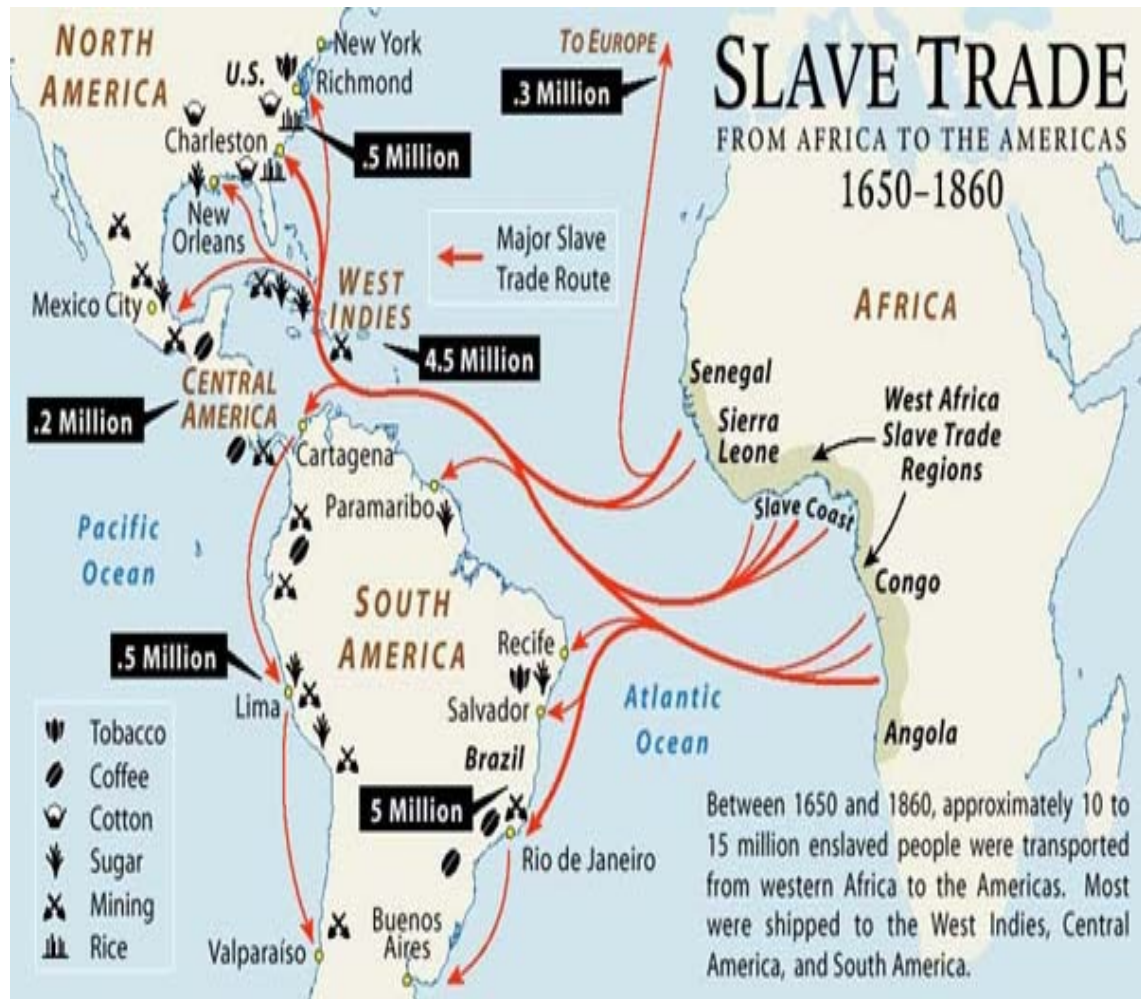 SLAVE TRADE
FROM AFRICA TO THE AMERICAS
1650–1860
NORTH
AMERICA
U.S.
New York
Richmond
Charleston
.5 Million
New
Orleans
Mexico City
TO EUROPE
.3 Million
Major Slave
Trade Route
WEST
INDIES
4.5 Million
CENTRAL
AMERICA
.2 Million
Cartagena
Paramaribo
Pacific
Ocean
SOUTH
AMERICA
.5 Million
Lima
Recife
Salvador
Brazil
5 Million
Rio de Janeiro
Buenos
Aires
Valparaíso
Atlantic
Ocean
AFRICA
Senegal
Sierra
Leone
West Africa
Slave Trade
Regions
Slave Coast
Congo
Angola
Tobacco
Coffee
Cotton
Sugar
Mining
Rice
Between 1650 and 1860, approximately 10 to
15 million enslaved people were transported
from western Africa to the Americas. Most
were shipped to the West Indies, Central
America, and South America.